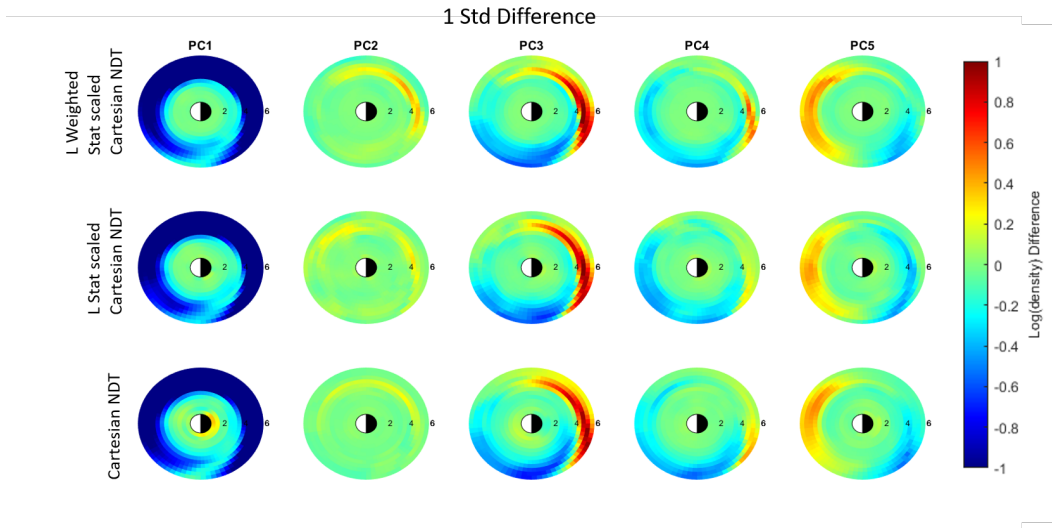 1 Std Difference
PC1 PC2 PC3 PC4 PC5
L Weighted
Stat scaled
Cartesian NDT
2 4 6 2 4 6 2 4 6 2 4 6 2 4 6
L Stat scaled
Cartesian NDT
2 4 6 2 4 6 2 4 6 2 4 6 2 4 6
Cartesian NDT
2 4 6 2 4 6 2 4 6 2 4 6 2 4 6
1
0.8
0.6
0.4
0.2
0
-0.2
-0.4
-0.6
-0.8
-1
Log(density) Difference